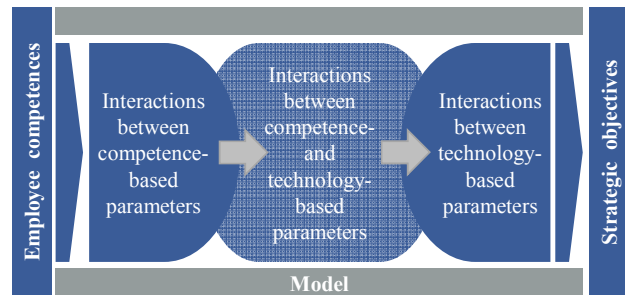 Employee competences
Interactions
between
competence-
based
parameters
Interactions
between
competence-
and
technology-
based
parameters
Interactions
between
technology-
based
parameters
Strategic objectives
Model